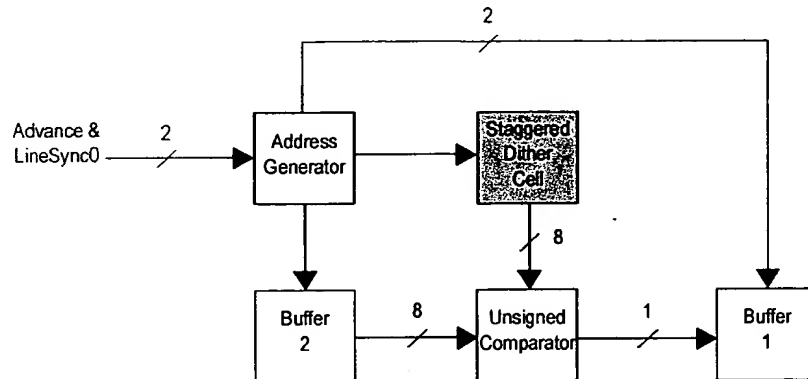 2
Advance &
LineSync0
2
Address
Generator
Staggered
Dither
Cell
8
Buffer
2
8
Unsigned
Comparator
1
Buffer
1